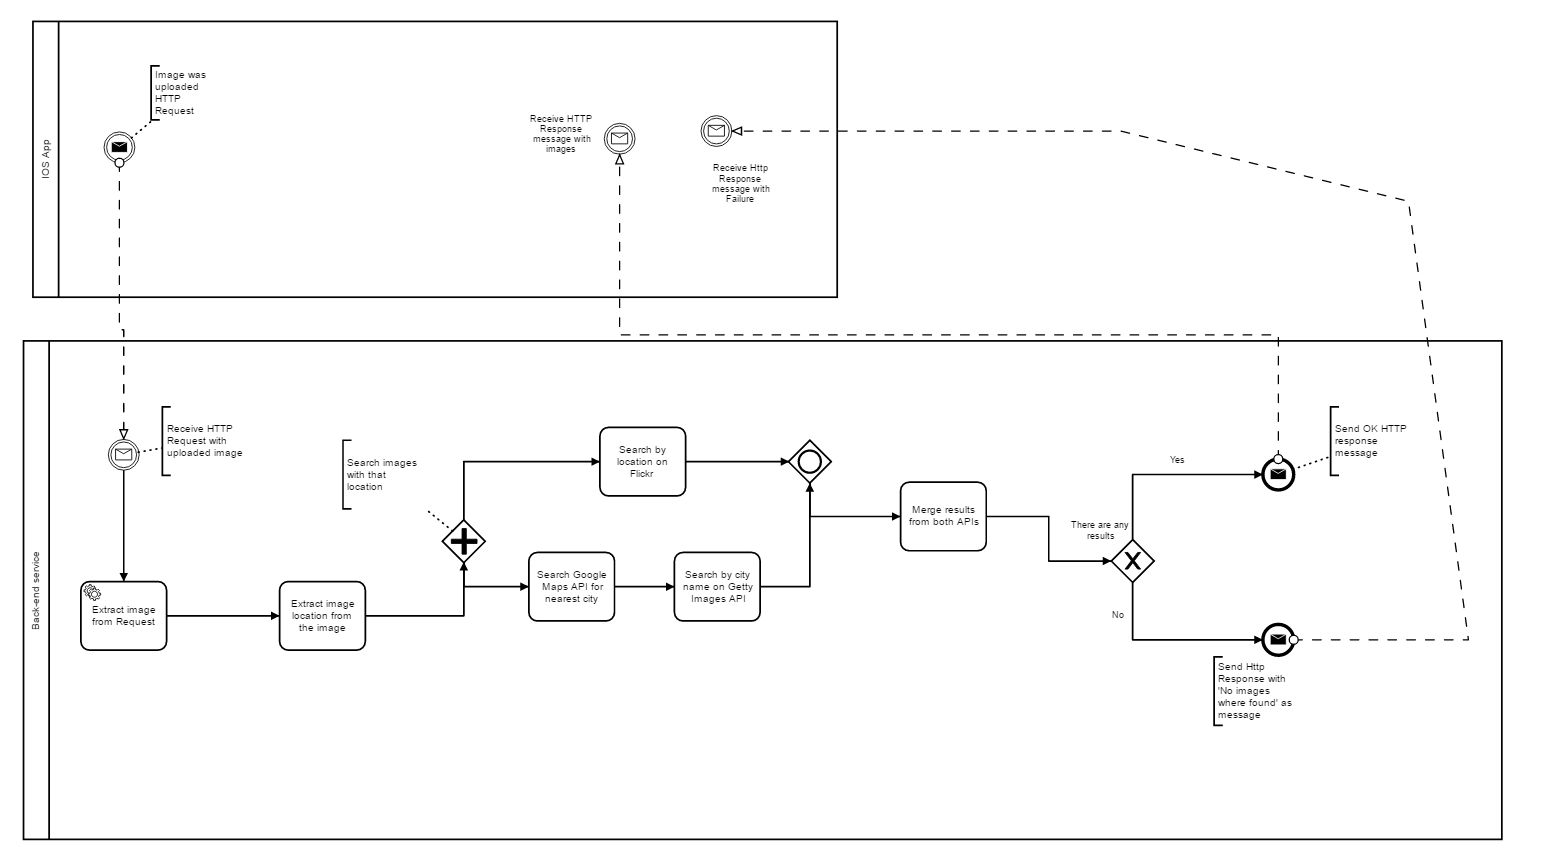 IOS App
Image was
uploaded
HTTP
Request
Receive HTTP
Response
message with
images
Receive Http
Response
message with
Failure
Back-end service
Receive HTTP
Request with
uploaded image
Extract image
from Request
Extract image
location from
the image
Search images
with that
location
Search by
location on
Flickr
Search Google
Maps API for
nearest city
Search by city
name on Getty
Images API
Merge results
from both APIs
There are any
results
Yes
No
Send OK HTTP
response
message
Send Http
Response with
'No images
where found' as
message